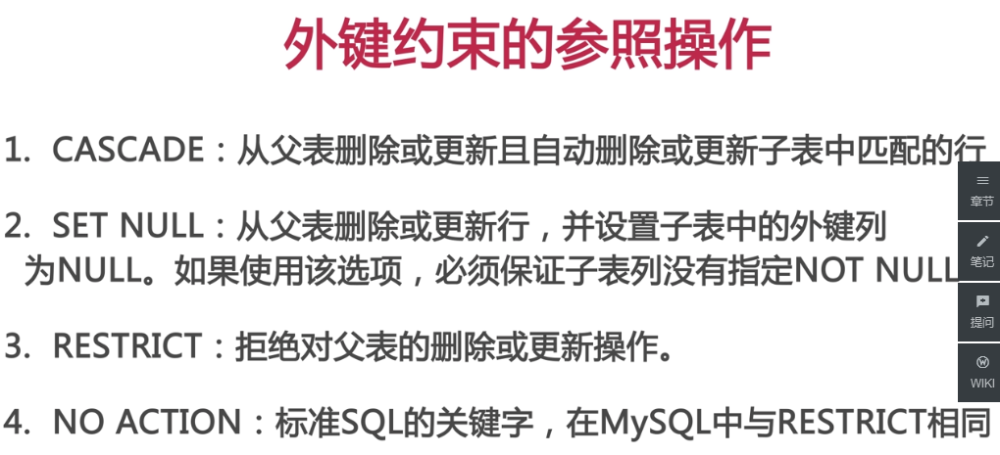 外键约束的参照操作
1. CASCADE：从父表删除或更新且自动删除或更新子表中匹配的行
章节
2. SET NULL：从父表删除或更新行，并设置子表中的外键列
为NULL。如果使用该选项，必须保证子表列没有指定NOT NULL
笔记
提问
3. RESTRICT：拒绝对父表的删除或更新操作。
WIKI
4. NO ACTION：标准SQL的关键字，在MySQL中与RESTRICT相同